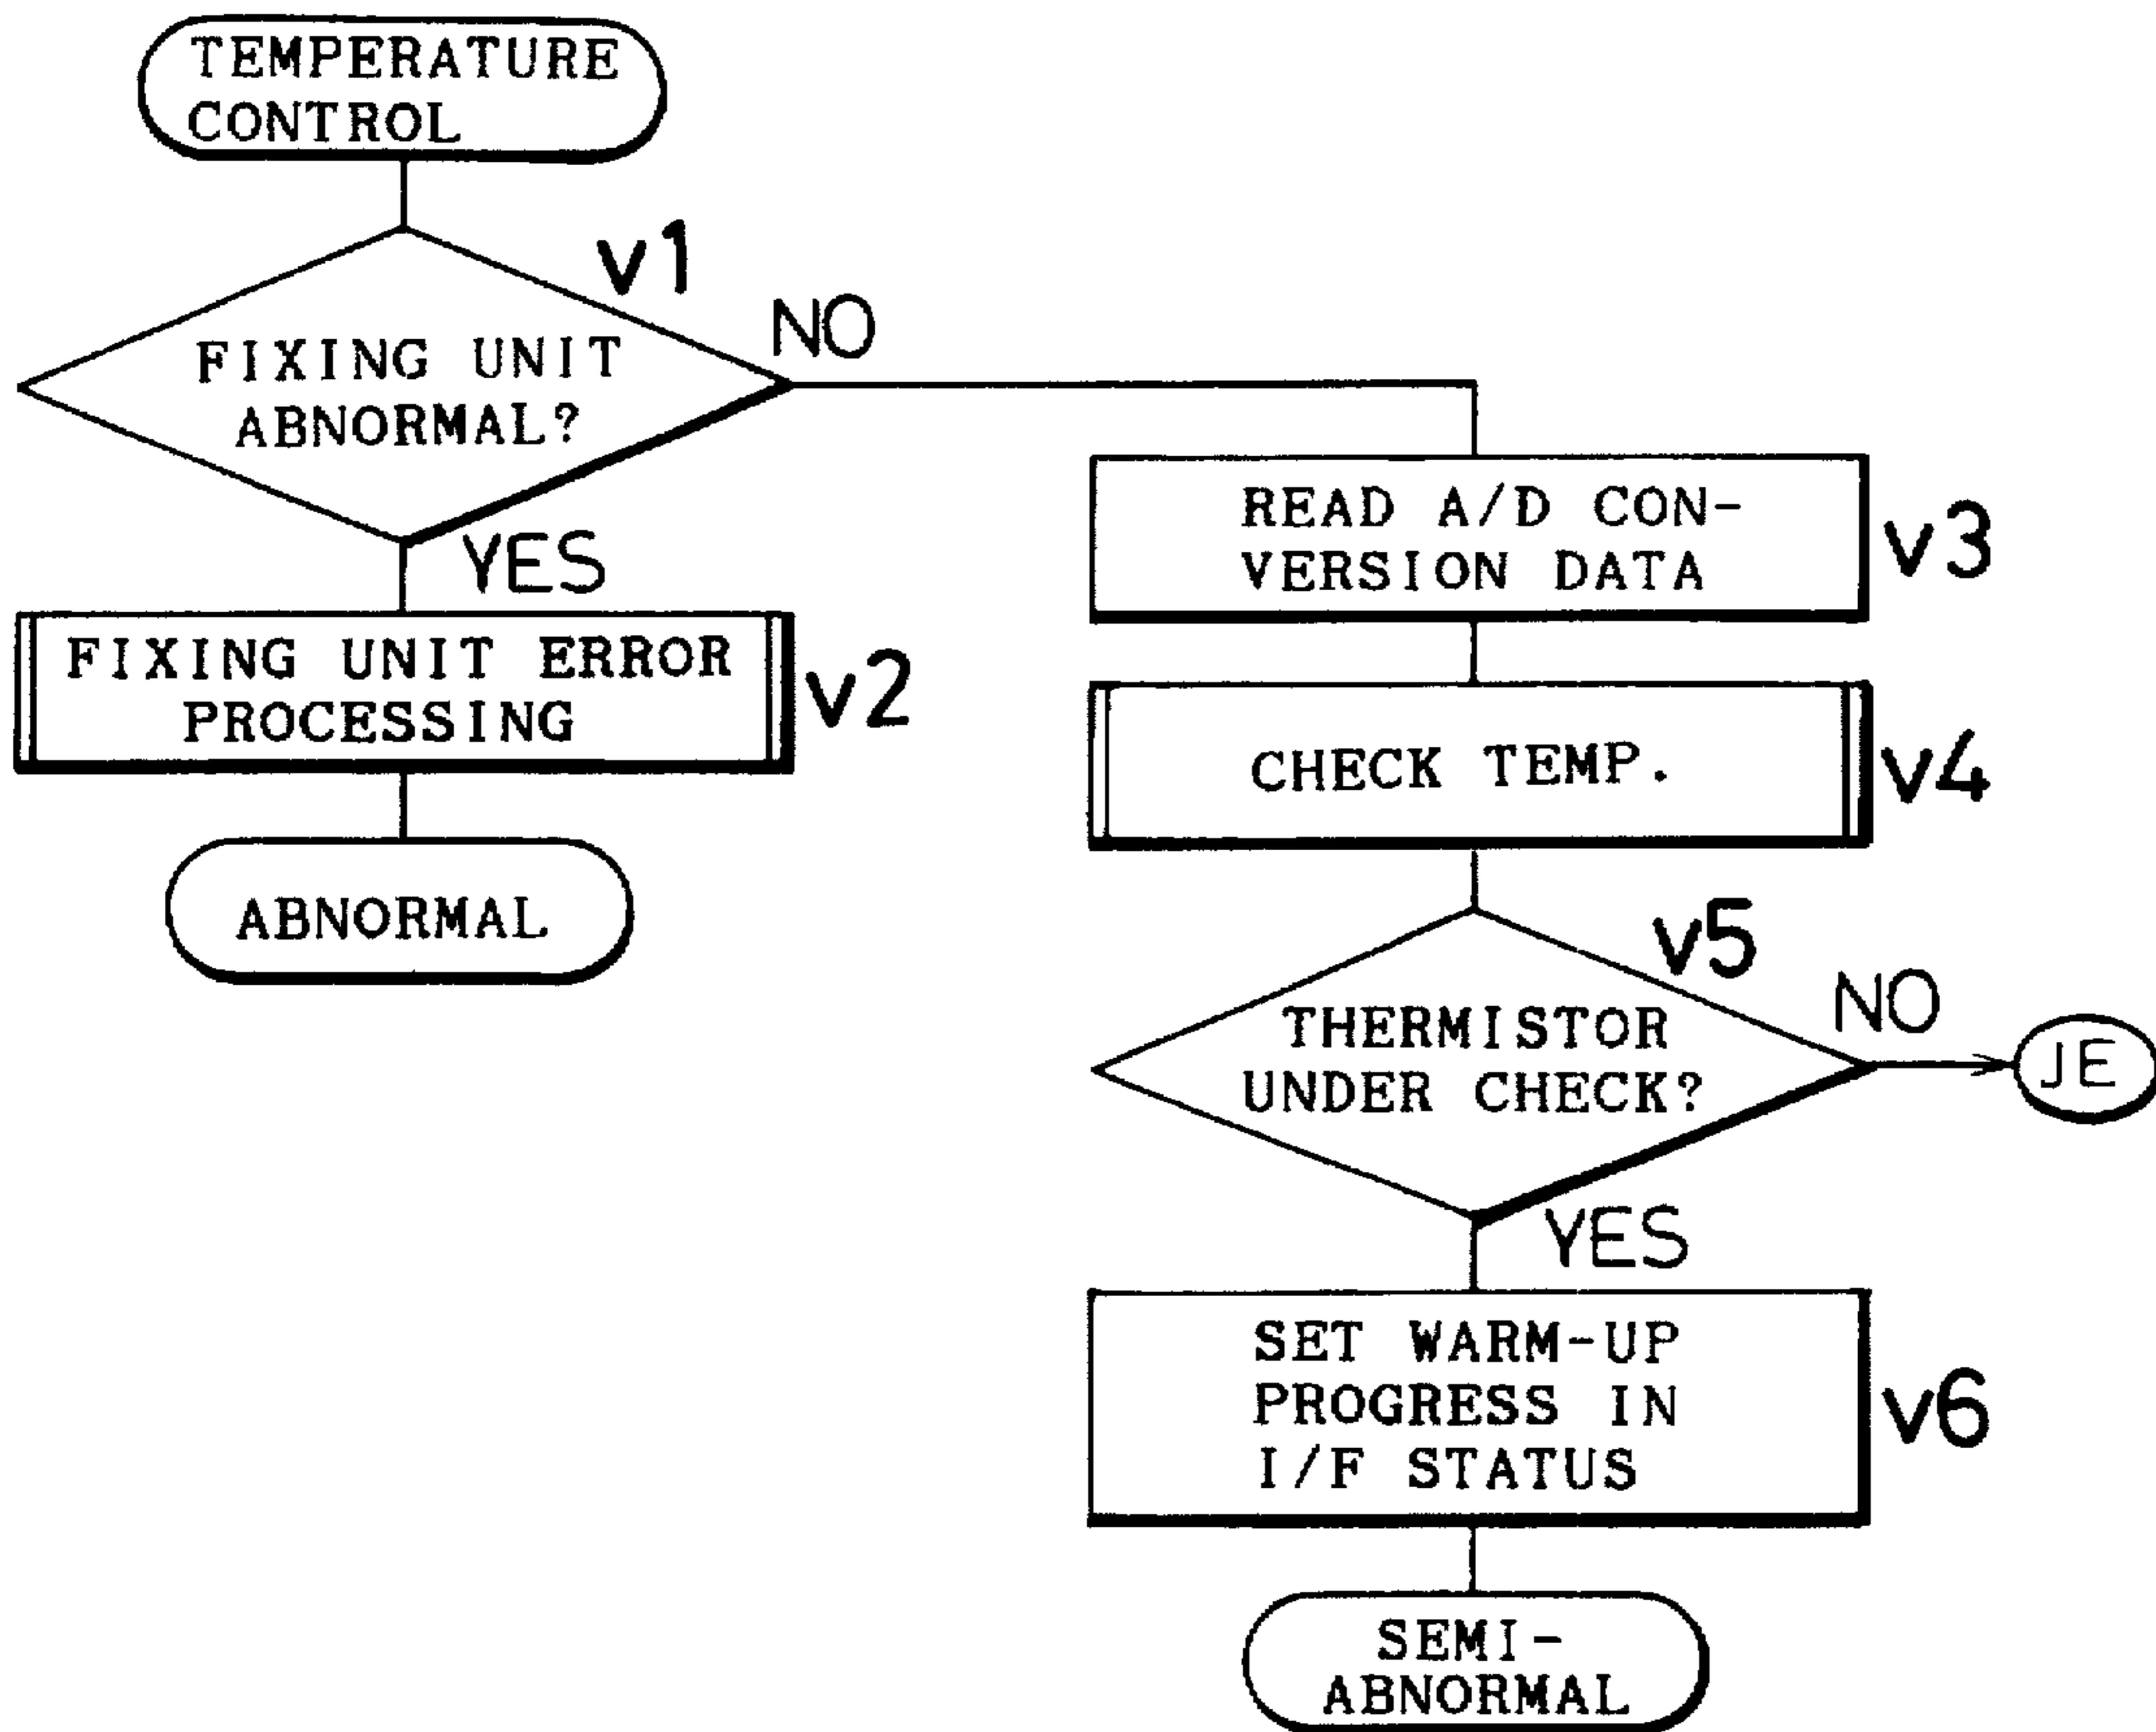 TEMPERATURE
CONTROL
v1
NO
FIXING UNIT
ABNORMAL?
YES
FIXING UNIT ERROR
PROCESSING
v2
ABNORMAL
READ A/D CON-
VERSION DATA
v3
CHECK TEMP.
v4
v5
NO
THERMISTOR
UNDER CHECK?
JE
YES
SET WARM-UP
PROGRESS IN
I/F STATUS
v6
SEMI-
ABNORMAL